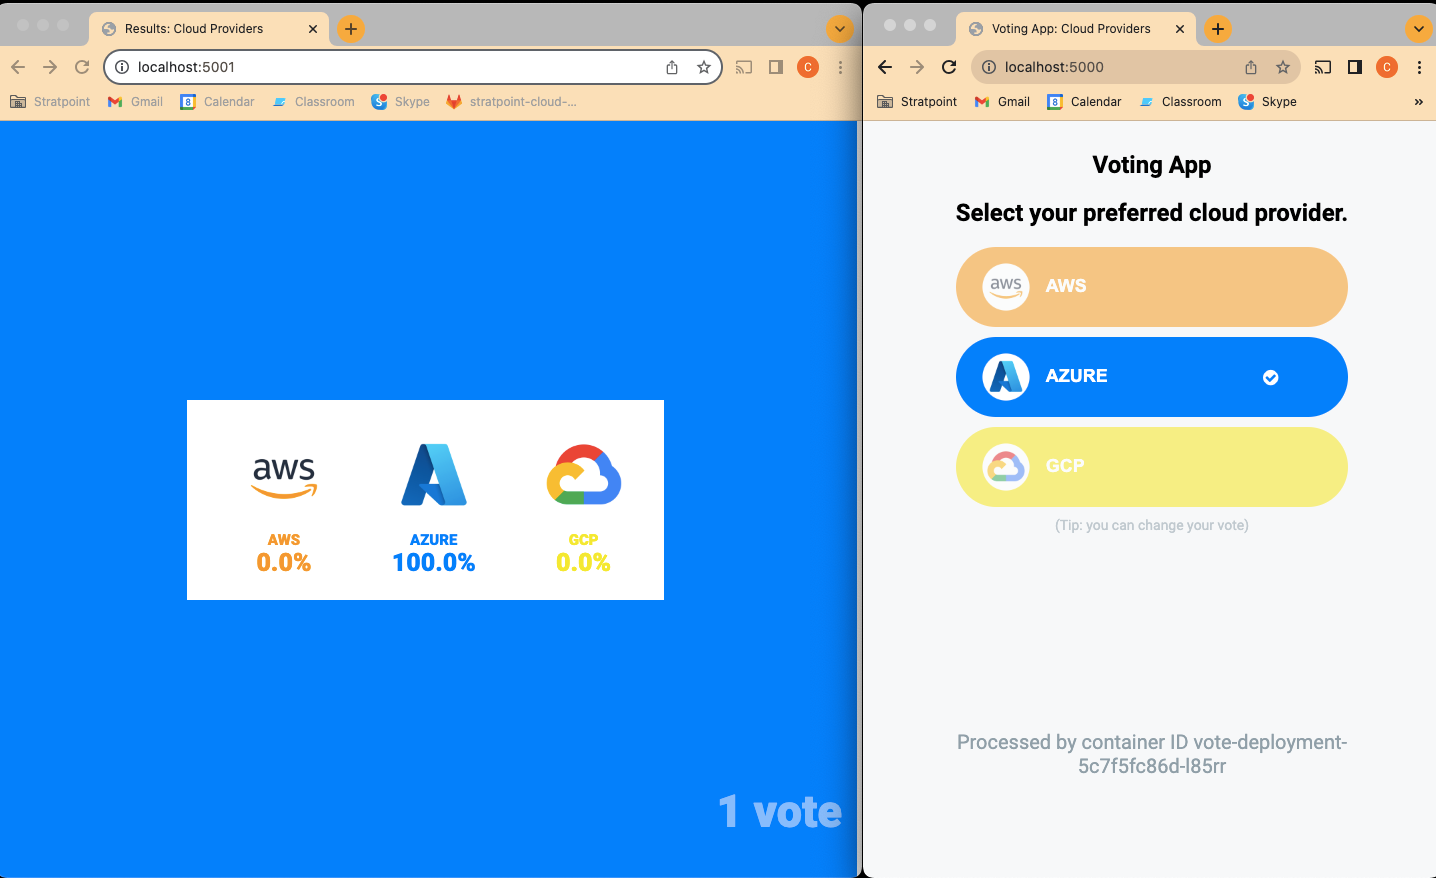 Results: Cloud Providers
localhost:5001
C
Stratpoint
Gmail
8
Calendar
Classroom
S
Skype
stratpoint-cloud-...
aws
AWS
0.0%
AZURE
100.0%
GCP
0.0%
1 vote
Voting App: Cloud Providers
localhost:5000
C
Stratpoint
Gmail
8
Calendar
Classroom
S
Skype
»
Voting App
Select your preferred cloud provider.
aws
AWS
AZURE
GCP
(Tip: you can change your vote)
Processed by container ID vote-deployment-
5c7f5fc86d-l85rr